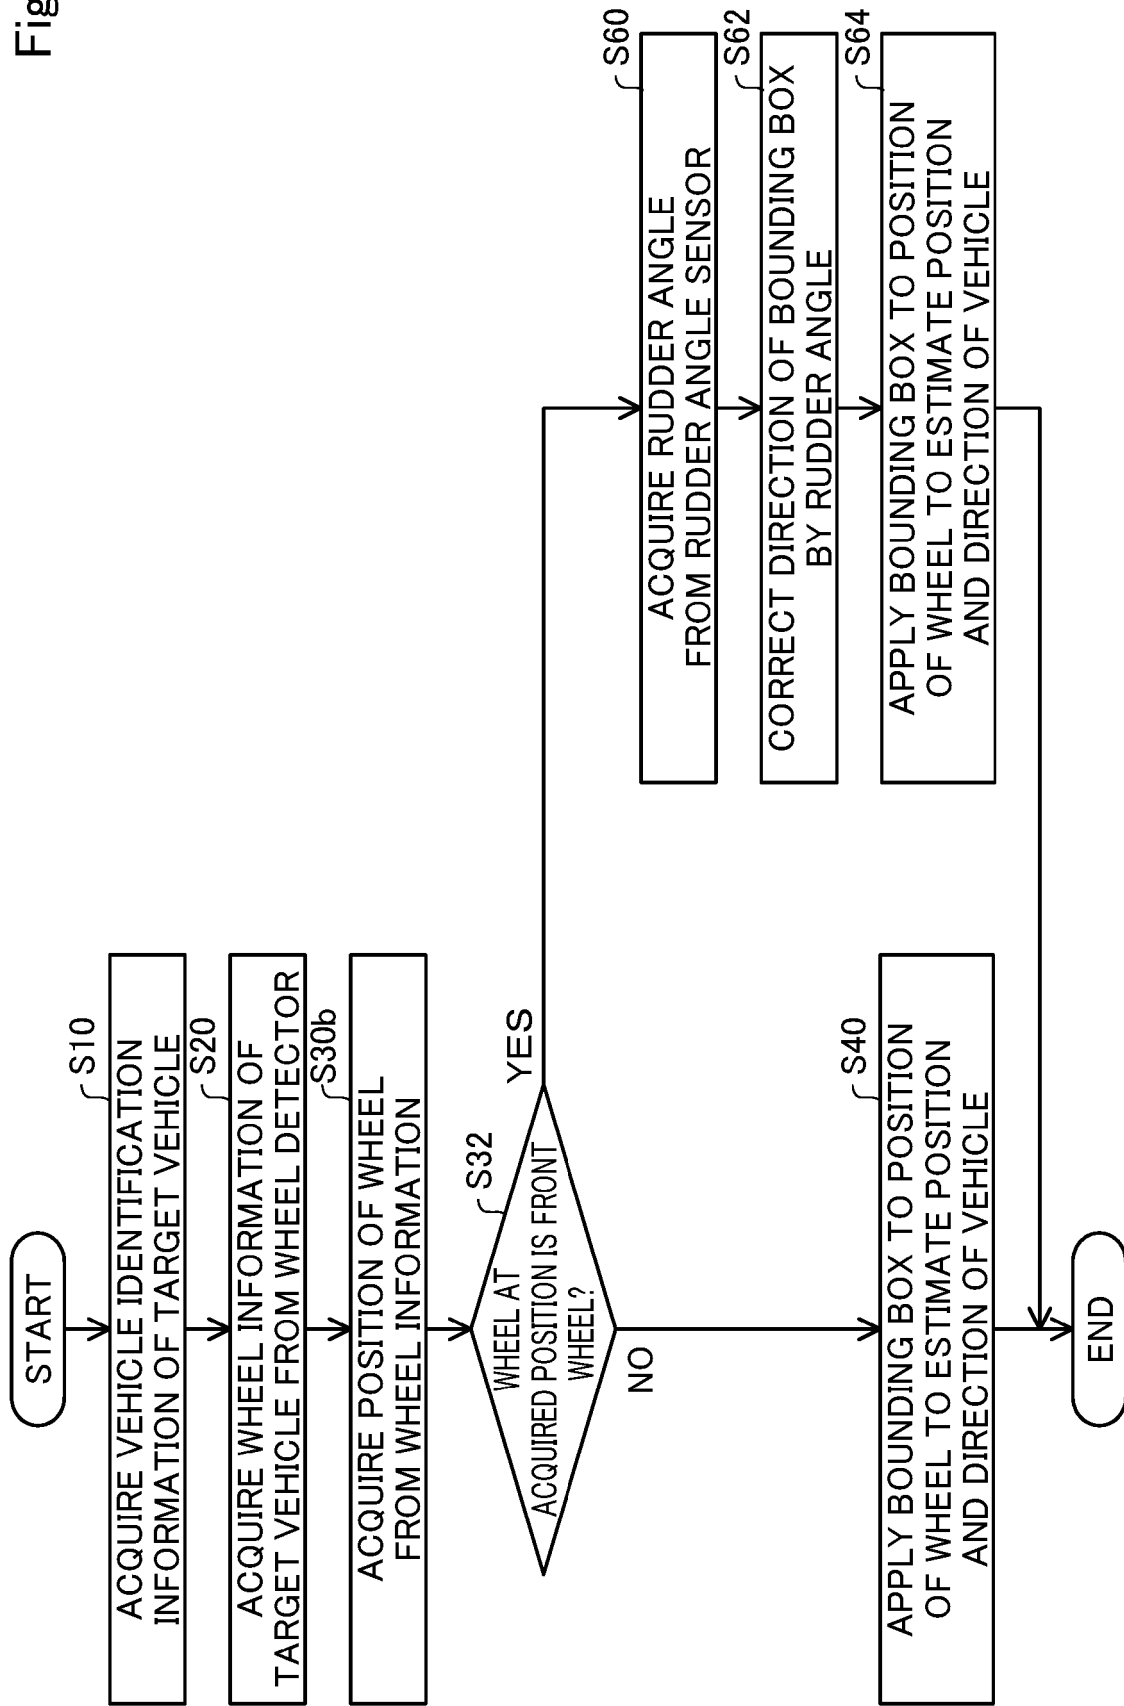 Fig
START
S10
ACQUIRE VEHICLE IDENTIFICATION
INFORMATION OF TARGET VEHICLE
S20
ACQUIRE WHEEL INFORMATION OF
TARGET VEHICLE FROM WHEEL DETECTOR
S30b
ACQUIRE POSITION OF WHEEL
FROM WHEEL INFORMATION
S32
WHEEL AT
ACQUIRED POSITION IS FRONT
WHEEL?
YES
NO
S60
ACQUIRE RUDDER ANGLE
FROM RUDDER ANGLE SENSOR
S62
CORRECT DIRECTION OF BOUNDING BOX
BY RUDDER ANGLE
S64
APPLY BOUNDING BOX TO POSITION
OF WHEEL TO ESTIMATE POSITION
AND DIRECTION OF VEHICLE
S40
APPLY BOUNDING BOX TO POSITION
OF WHEEL TO ESTIMATE POSITION
AND DIRECTION OF VEHICLE
END